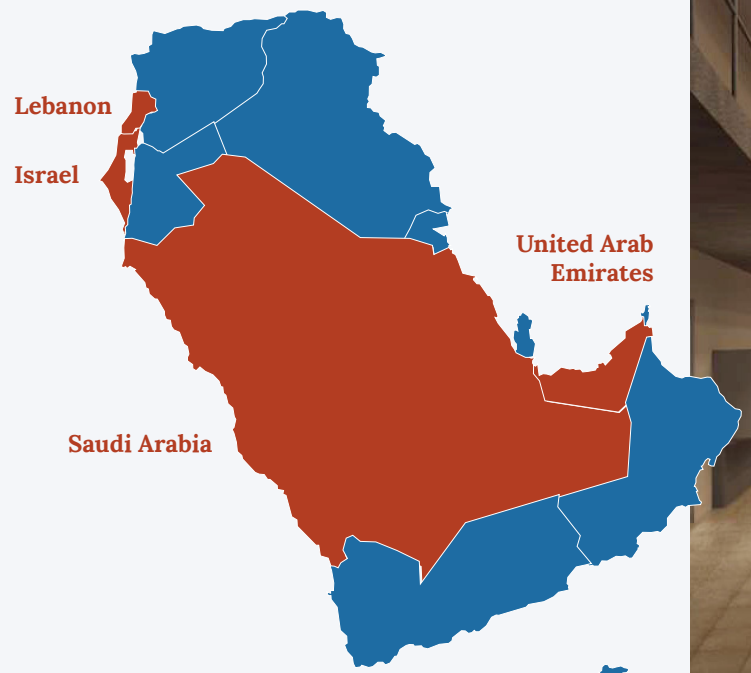 Lebanon
Israel
United Arab
Emirates
Saudi Arabia